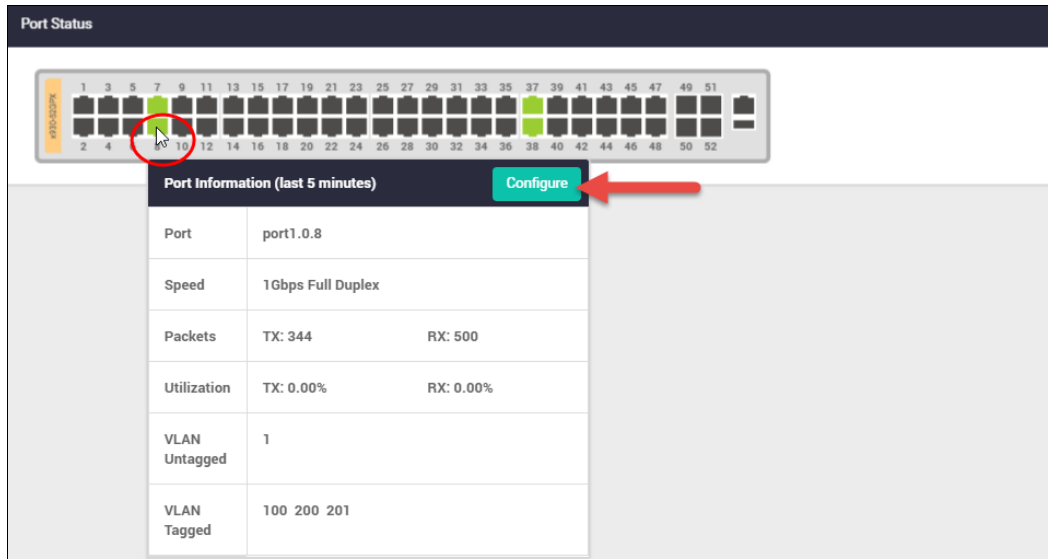 Port Status
1 3 5 7 9 11 13 15 17 19 21 23 25 27 29 31 33 35 37 39 41 43 45 47 49 51
2 4 8 10 12 14 16 18 20 22 24 26 28 30 32 34 36 38 40 42 44 46 48 50 52
Port Information (last 5 minutes) Configure
Port port1.0.8
Speed 1Gbps Full Duplex
Packets TX: 344 RX: 500
Utilization TX: 0.00% RX: 0.00%
VLAN Untagged 1
VLAN Tagged 100 200 201